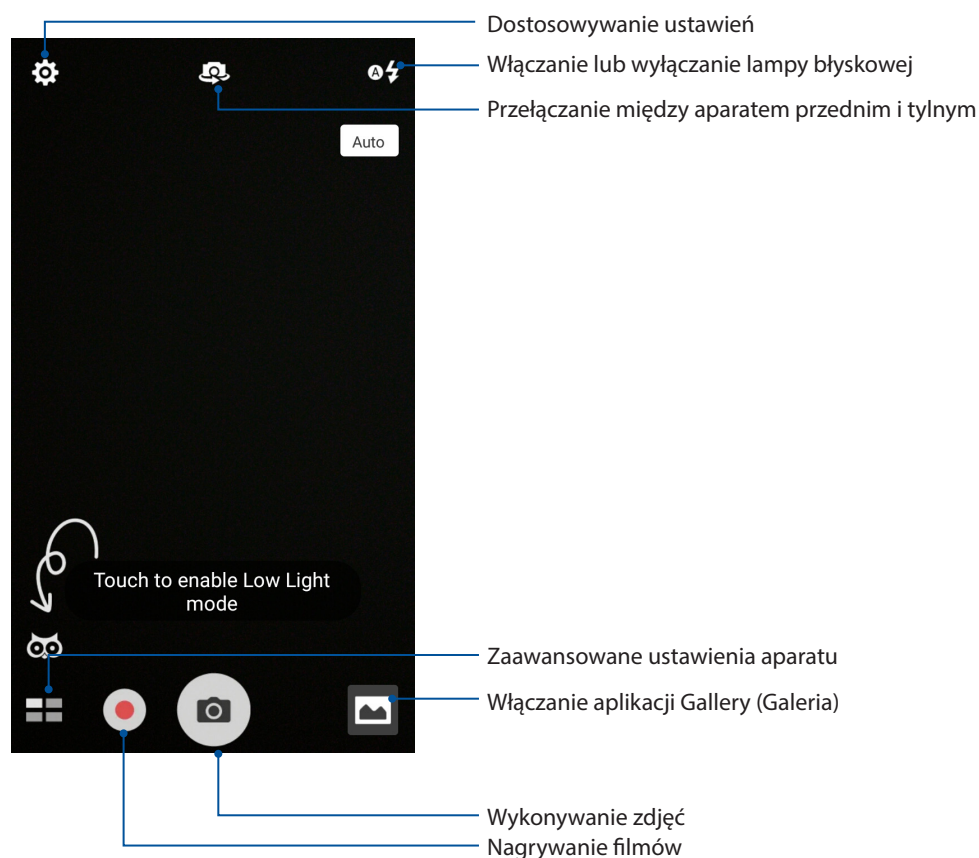 Dostosowywanie ustawień
Włączanie lub wyłączanie lampy błyskowej
Przełączanie między aparatem przednim i tylnym
A
Auto
Touch to enable Low Light
mode
Zaawansowane ustawienia aparatu
Włączanie aplikacji Gallery (Galeria)
Wykonywanie zdjęć
Nagrywanie filmów